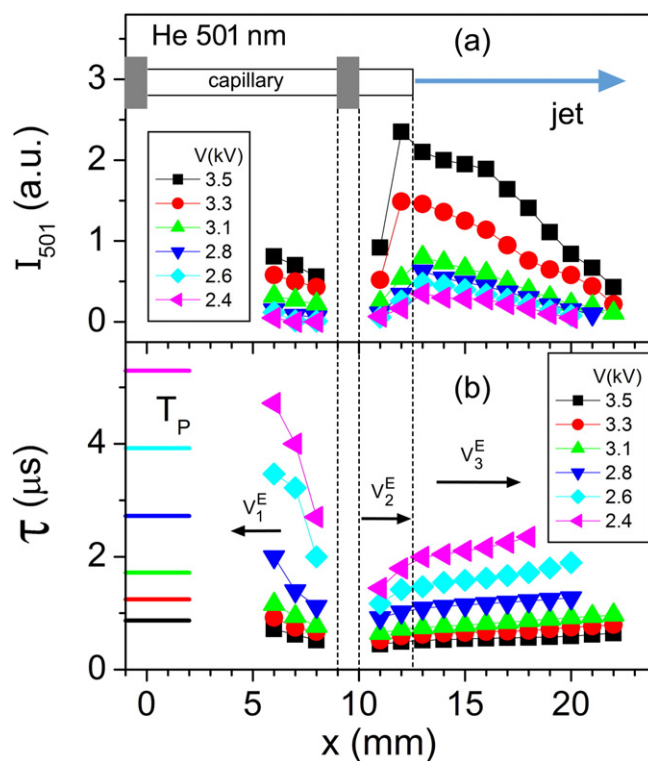 He 501 nm
(a)
3
capillary
jet
V(kV)
3.5
3.3
3.1
2.8
2.6
2.4
2
1
0
I501 (a.u.)
(b)
V(kV)
3.5
3.3
3.1
2.8
2.6
2.4
TP
4
2
0
V1E
V2E
V3E
τ (μs)
0 5 10 15 20
x (mm)